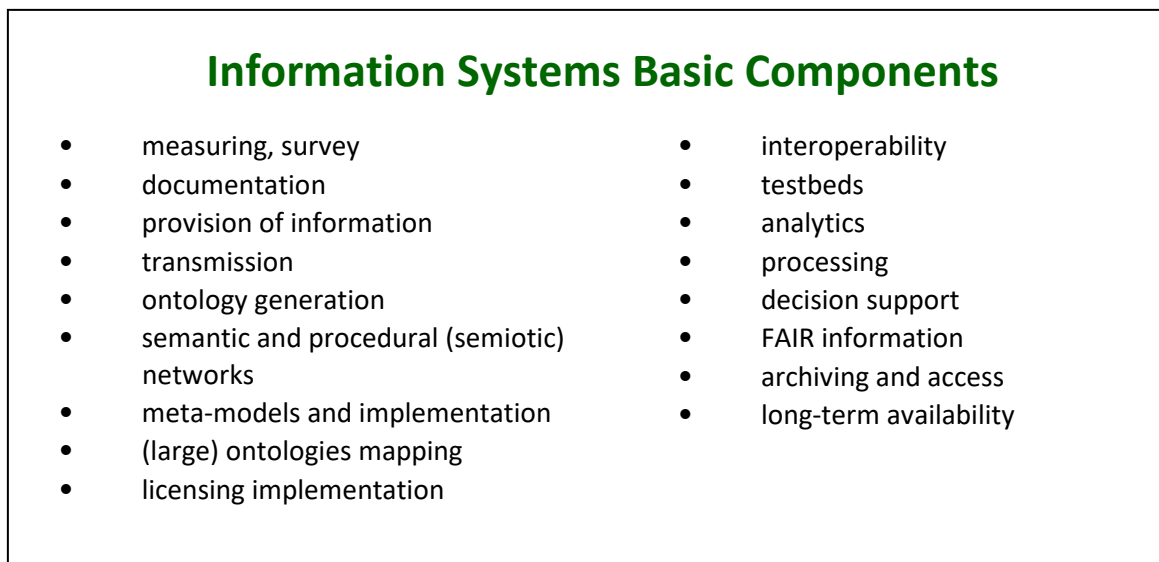 Information Systems Basic Components
• measuring, survey
• documentation
• provision of information
• transmission
• ontology generation
• semantic and procedural (semiotic)
networks
• meta-models and implementation
• (large) ontologies mapping
• licensing implementation
• interoperability
• testbeds
• analytics
• processing
• decision support
• FAIR information
• archiving and access
• long-term availability